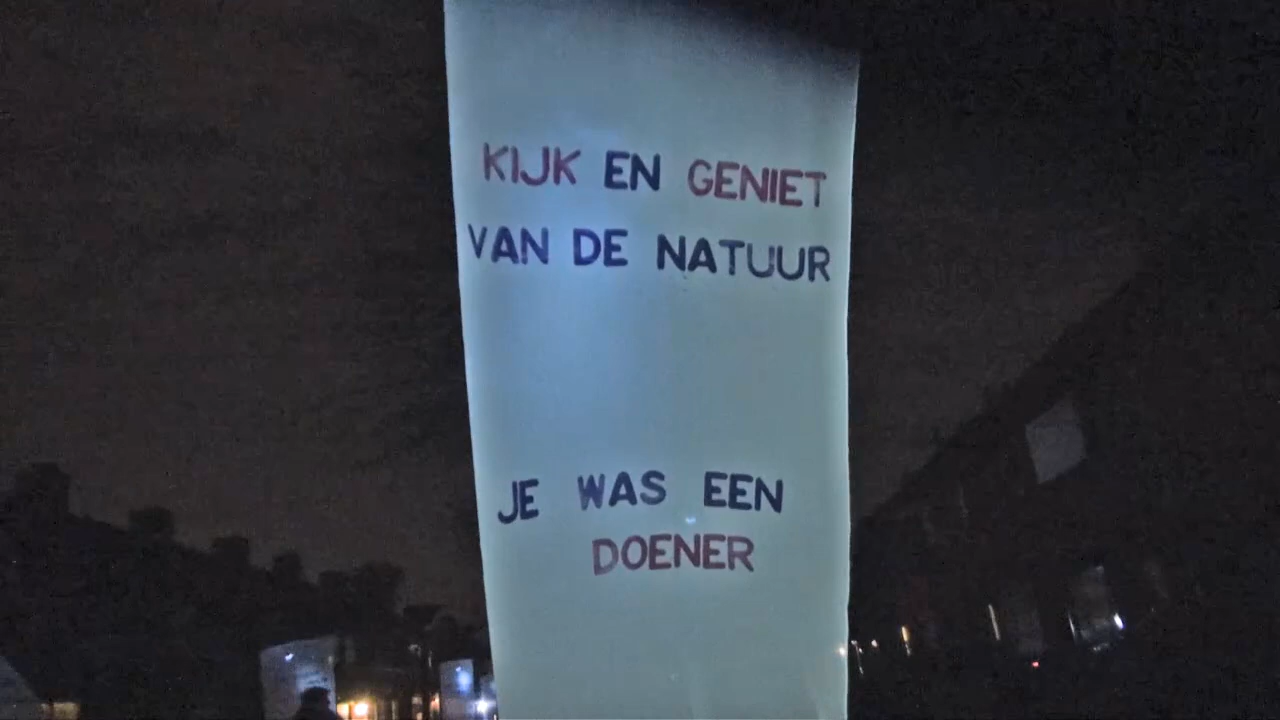 KIJK EN GENIET
VAN DE NATUUR
JE WAS EEN
DOENER